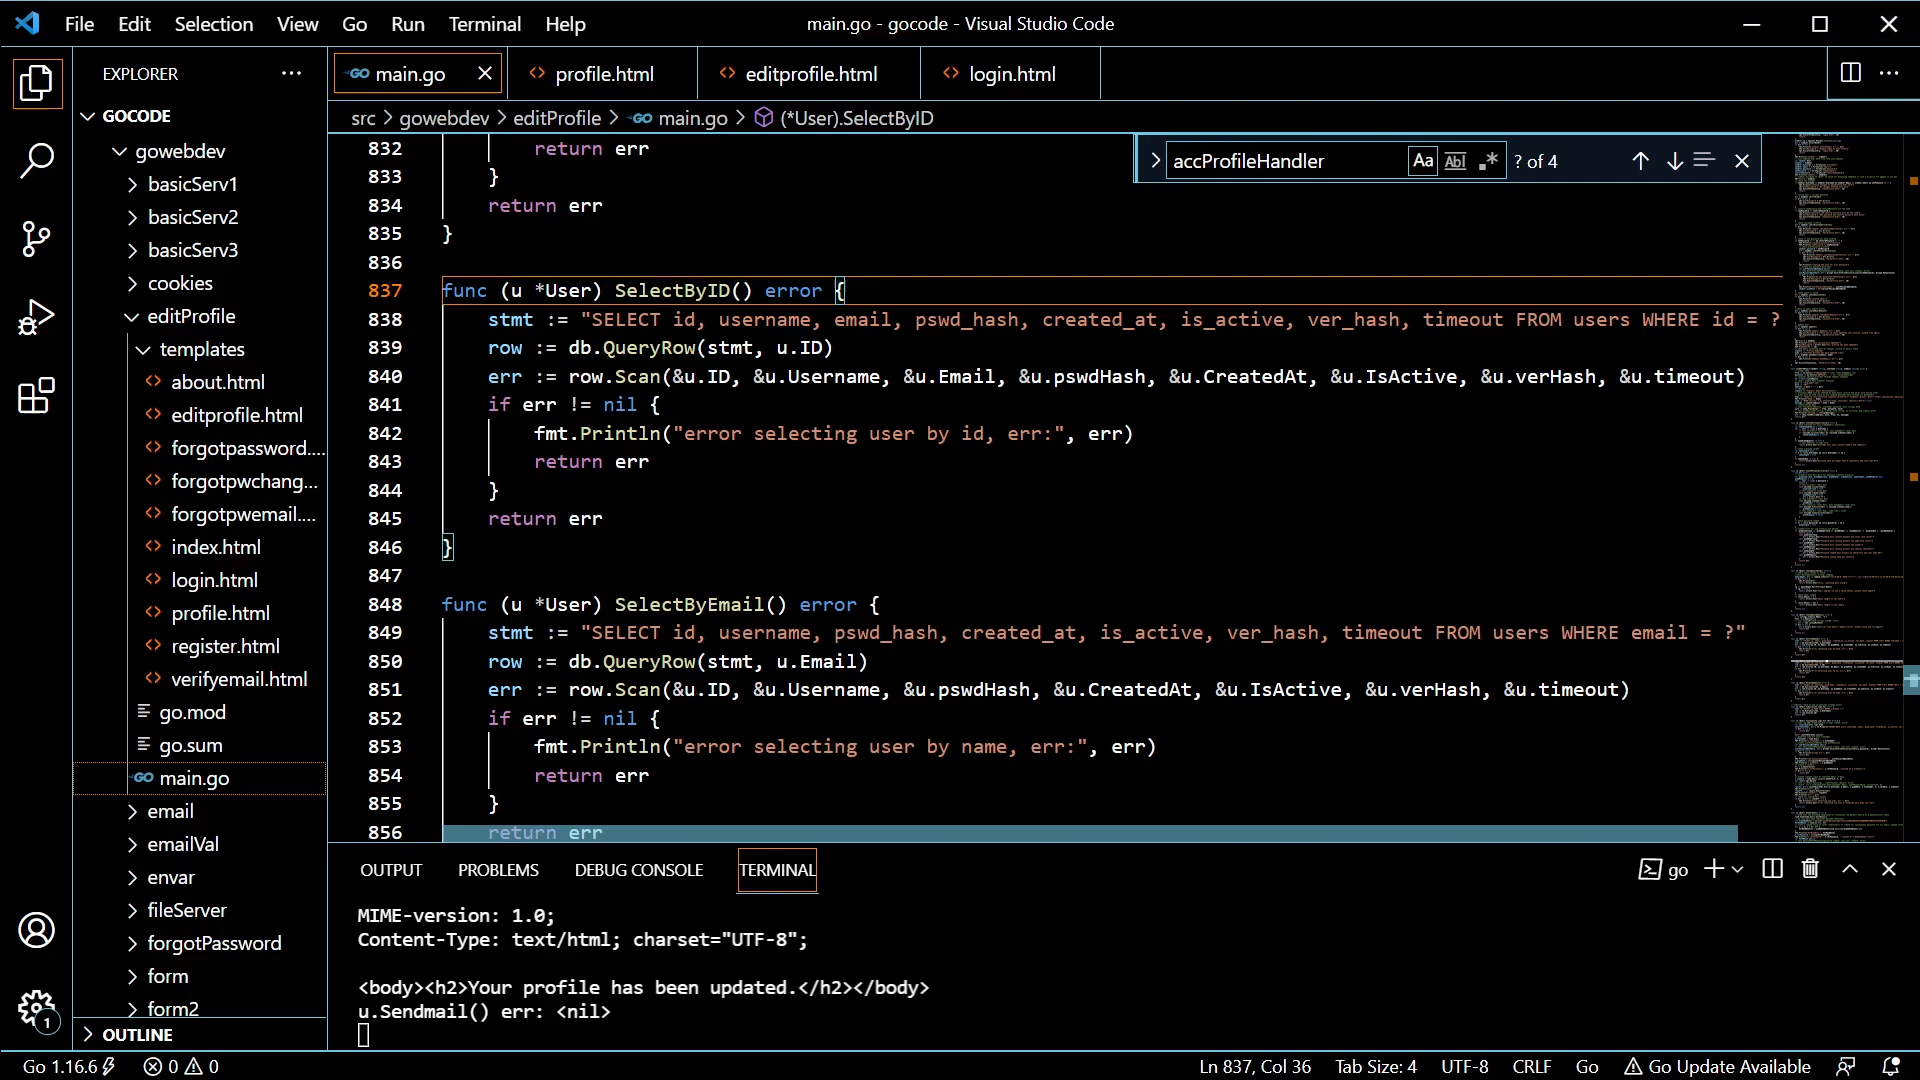 File Edit Selection View Go Run Terminal Help
main.go - gocode - Visual Studio Code
EXPLORER
main.go
profile.html
editprofile.html
login.html
GOCODE
src > gowebdev > editProfile > main.go > (*User).SelectByID
accProfileHandler
Aa
Abl
? of 4
gowebdev
basicServ1
basicServ2
basicServ3
cookies
editProfile
templates
about.html
editprofile.html
forgotpassword....
forgotpwchang...
forgotpwemail....
index.html
login.html
profile.html
register.html
verifyemail.html
go.mod
go.sum
main.go
email
emailVal
envar
fileServer
forgotPassword
form
form2
OUTLINE
832 return err
833 }
834 return err
835 }
836
837 func (u *User) SelectByID() error {
838 stmt := "SELECT id, username, email, pswd_hash, created_at, is_active, ver_hash, timeout FROM users WHERE id = ?
839 row := db.QueryRow(stmt, u.ID)
840 err := row.Scan(&u.ID, &u.Username, &u.Email, &u.pswdHash, &u.CreatedAt, &u.IsActive, &u.verHash, &u.timeout)
841 if err != nil {
842 fmt.Println("error selecting user by id, err:", err)
843 return err
844 }
845 return err
846 }
847
848 func (u *User) SelectByEmail() error {
849 stmt := "SELECT id, username, pswd_hash, created_at, is_active, ver_hash, timeout FROM users WHERE email = ?"
850 row := db.QueryRow(stmt, u.Email)
851 err := row.Scan(&u.ID, &u.Username, &u.pswdHash, &u.CreatedAt, &u.IsActive, &u.verHash, &u.timeout)
852 if err != nil {
853 fmt.Println("error selecting user by name, err:", err)
854 return err
855 }
856 return err
OUTPUT PROBLEMS DEBUG CONSOLE TERMINAL
go
MIME-version: 1.0;
Content-Type: text/html; charset="UTF-8";
<body><h2>Your profile has been updated.</h2></body>
u.Sendmail() err: <nil>
1
Go 1.16.6 0 0
Ln 837, Col 36 Tab Size: 4 UTF-8 CRLF Go Go Update Available